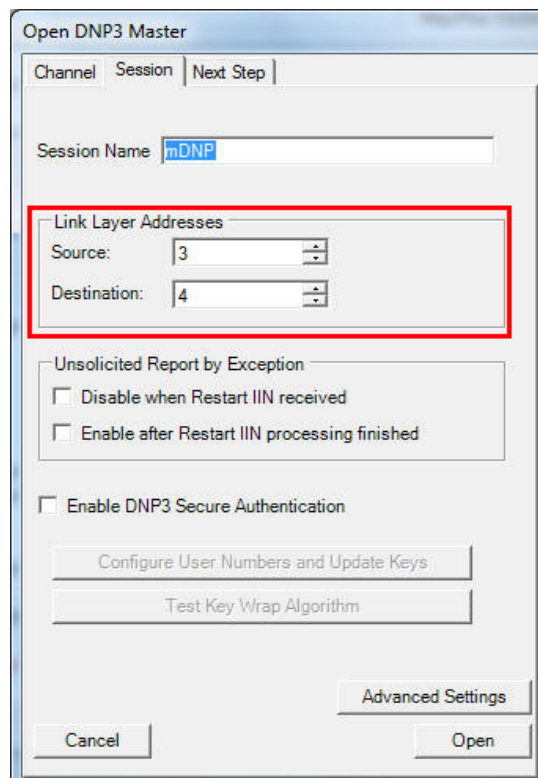 Open DNP3 Master
Channel Session Next Step
Session Name mDNP
Link Layer Addresses
Source: 3
Destination: 4
Unsolicited Report by Exception
Disable when Restart IIN received
Enable after Restart IIN processing finished
Enable DNP3 Secure Authentication
Configure User Numbers and Update Keys
Test Key Wrap Algorithm
Advanced Settings
Cancel Open